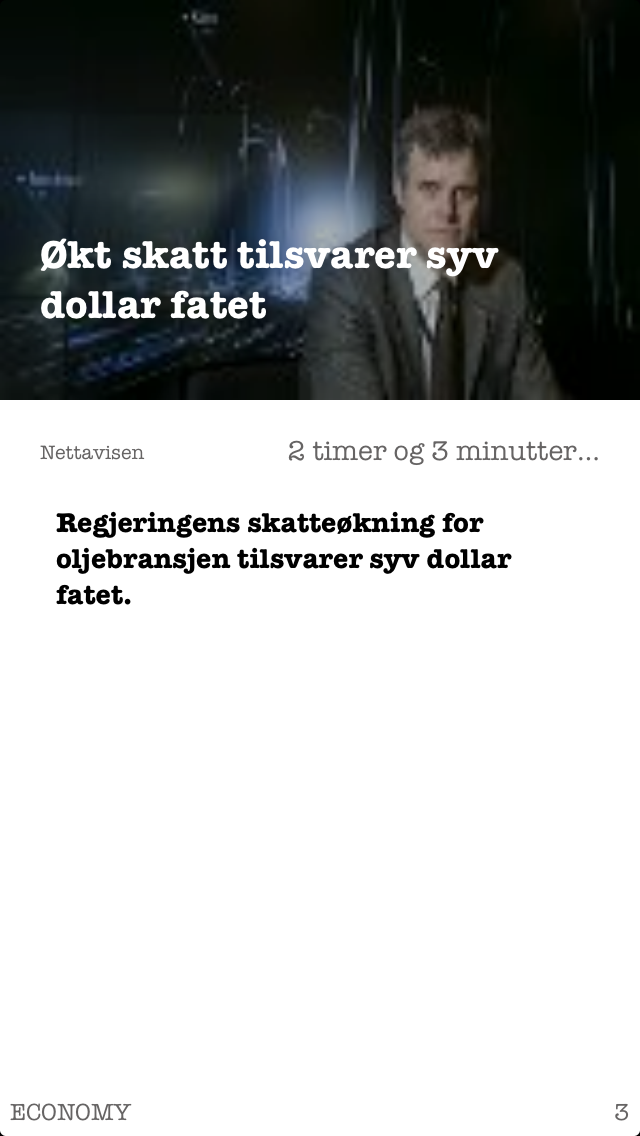 Økt skatt tilsvarer syv
dollar fatet
Nettavisen
2 timer og 3 minutter...
Regjeringens skatteøkning for
oljebransjen tilsvarer syv dollar
fatet.
ECONOMY
3